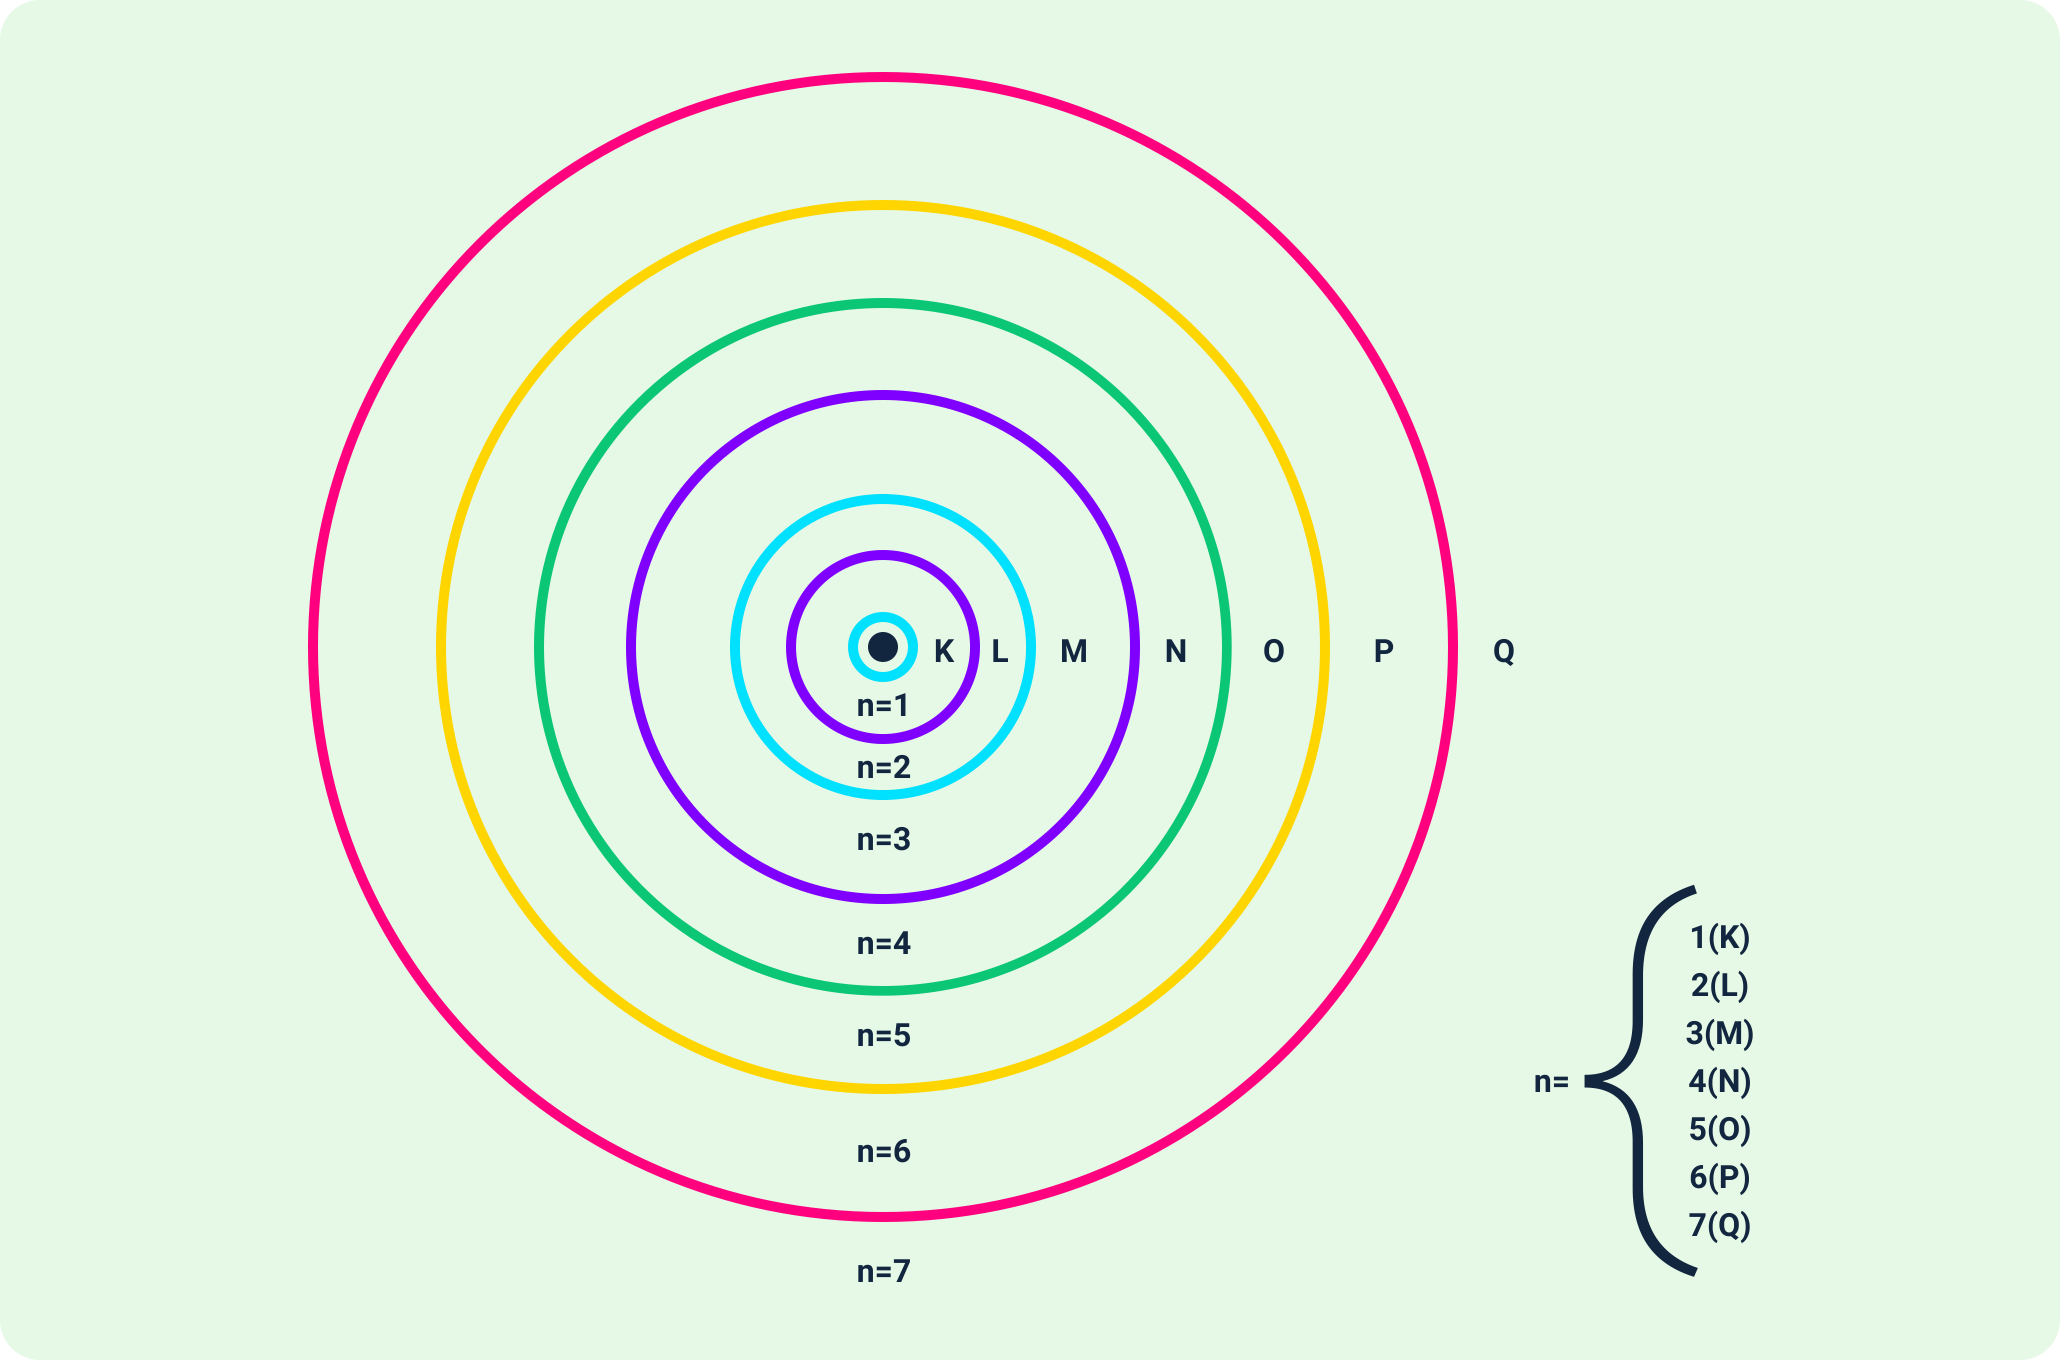 K L M N O P Q
n=1
n=2
n=3
n=4
n=5
n=6
n=7
n=
1(K)
2(L)
3(M)
4(N)
5(O)
6(P)
7(Q)